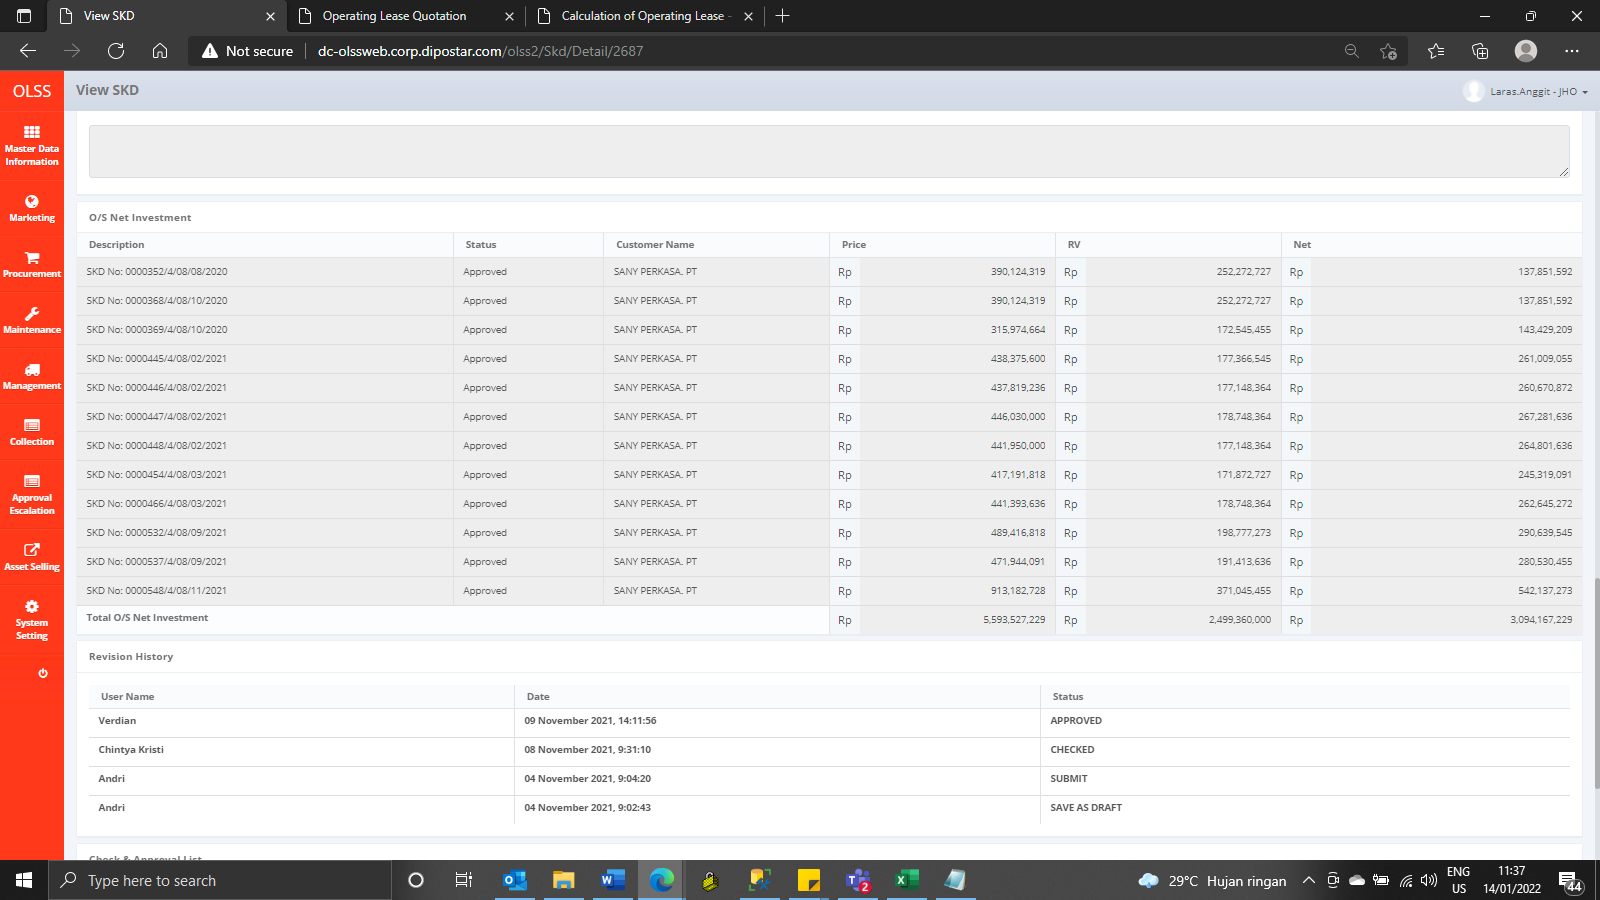 View SKD
Operating Lease Quotation
Calculation of Operating Lease -
Not secure
dc-olssweb.corp.dipostar.com/olss2/Skd/Detail/2687
OLSS
View SKD
Laras.Anggit - JHO
Master Data
Information
Marketing
Procurement
Maintenance
Management
Collection
Approval
Escalation
Asset Selling
System
Setting
O/S Net Investment
Description Status Customer Name Price RV Net
SKD No: 0000352/4/08/08/2020 Approved SANY PERKASA. PT Rp 390,124,319 Rp 252,272,727 Rp 137,851,592
SKD No: 0000368/4/08/10/2020 Approved SANY PERKASA. PT Rp 390,124,319 Rp 252,272,727 Rp 137,851,592
SKD No: 0000369/4/08/10/2020 Approved SANY PERKASA. PT Rp 315,974,664 Rp 172,545,455 Rp 143,429,209
SKD No: 0000445/4/08/02/2021 Approved SANY PERKASA. PT Rp 438,375,600 Rp 177,366,545 Rp 261,009,055
SKD No: 0000446/4/08/02/2021 Approved SANY PERKASA. PT Rp 437,819,236 Rp 177,148,364 Rp 260,670,872
SKD No: 0000447/4/08/02/2021 Approved SANY PERKASA. PT Rp 446,030,000 Rp 178,748,364 Rp 267,281,636
SKD No: 0000448/4/08/02/2021 Approved SANY PERKASA. PT Rp 441,950,000 Rp 177,148,364 Rp 264,801,636
SKD No: 0000454/4/08/03/2021 Approved SANY PERKASA. PT Rp 417,191,818 Rp 171,872,727 Rp 245,319,091
SKD No: 0000466/4/08/03/2021 Approved SANY PERKASA. PT Rp 441,393,636 Rp 178,748,364 Rp 262,645,272
SKD No: 0000532/4/08/09/2021 Approved SANY PERKASA. PT Rp 489,416,818 Rp 198,777,273 Rp 290,639,545
SKD No: 0000537/4/08/09/2021 Approved SANY PERKASA. PT Rp 471,944,091 Rp 191,413,636 Rp 280,530,455
SKD No: 0000548/4/08/11/2021 Approved SANY PERKASA. PT Rp 913,182,728 Rp 371,045,455 Rp 542,137,273
Total O/S Net Investment Rp 5,593,527,229 Rp 2,499,360,000 Rp 3,094,167,229
Revision History
User Name Date Status
Verdian 09 November 2021, 14:11:56 APPROVED
Chintya Kristi 08 November 2021, 9:31:10 CHECKED
Andri 04 November 2021, 9:04:20 SUBMIT
Andri 04 November 2021, 9:02:43 SAVE AS DRAFT
Check & Approval List
Type here to search
2
29°C Hujan ringan
ENG
US
11:37
14/01/2022
44